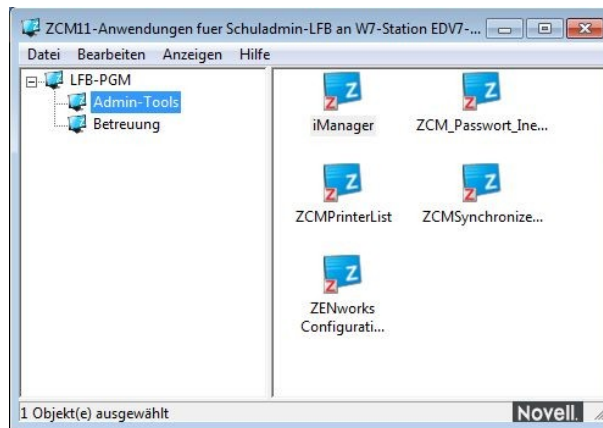 ZCM11-Anwendungen fuer Schuladmin-LFB an W7-Station EDV7-...
Datei Bearbeiten Anzeigen Hilfe
LFB-PGM
Admin-Tools
Betreuung
iManager
ZCM_Passwort_Ine...
ZCMPrinterList
ZCMSynchronize...
ZENworks
Configurati...
1 Objekt(e) ausgewählt
Novell.